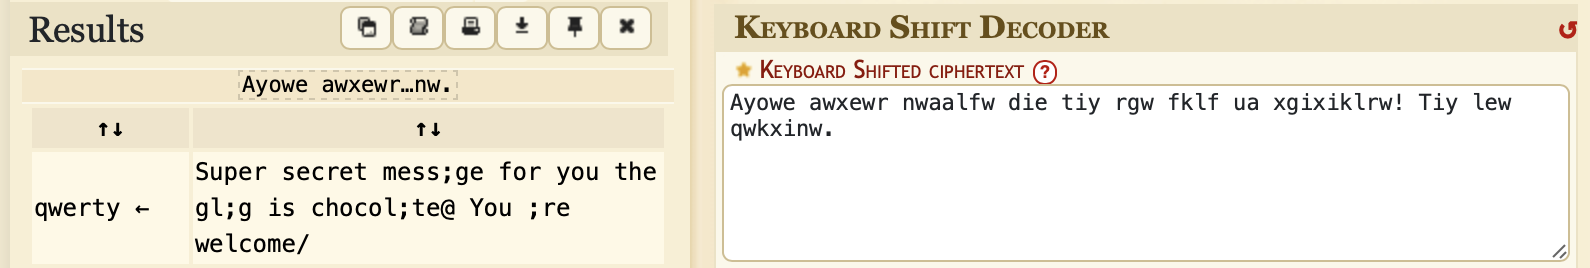 Results
Ayowe awxewr…nw.
↑↓ ↑↓
qwerty ←
Super secret mess;ge for you the
gl;g is chocol;te@ You ;re
welcome/
Keyboard Shift Decoder
Keyboard Shifted ciphertext ?
Ayowe awxewr nwaalfw die tiy rgw fklf ua xgixiklrw! Tiy lew
qwkxinw.